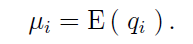 μ_i = E ( q_i ) .